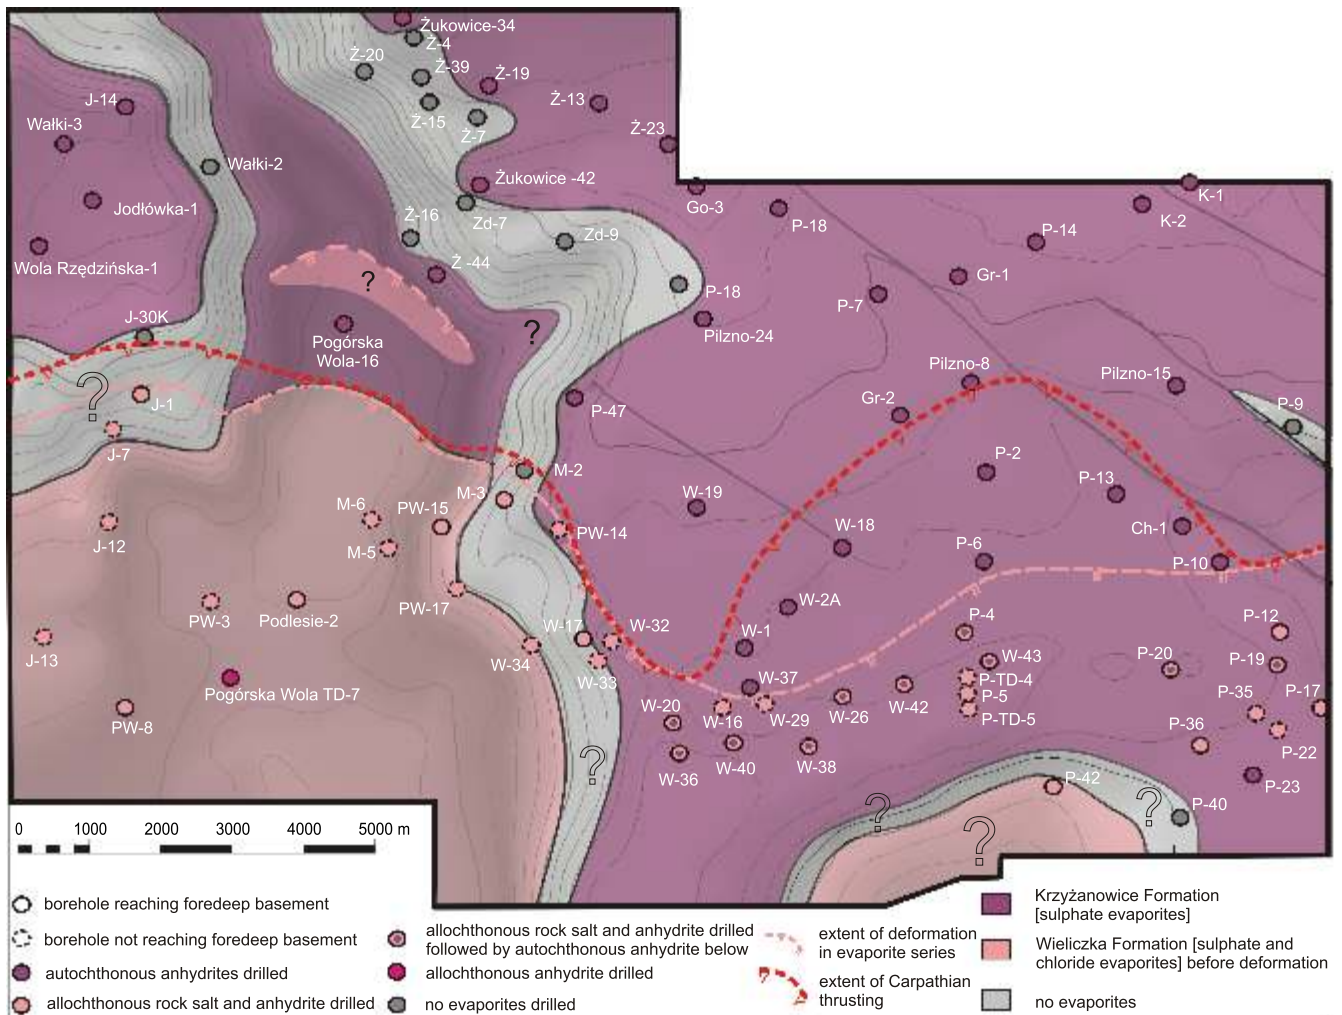 Żukowice-34
Ż-4
Ż-20
Ż-39
Ż-19
J-14
Ż-13
Ż-15
Wałki-3
Ż-7
Ż-23
Wałki-2
Żukowice -42
K-1
Jodłówka-1
Go-3
K-2
Ż-16
Zd-7
P-18
Zd-9
P-14
Wola Rzędzińska-1
Ż -44
Gr-1
?
P-18
P-7
J-30K
?
Pilzno-24
Pogórska
Wola-16
Pilzno-8
Pilzno-15
?
J-1
Gr-2
P-9
P-47
J-7
P-2
M-2
P-13
M-3
W-19
M-6
PW-15
PW-14
W-18
Ch-1
J-12
M-5
P-6
P-10
PW-17
W-2A
PW-3
Podlesie-2
P-4
P-12
W-17
W-32
W-1
J-13
W-34
W-33
W-43
P-20
P-19
W-37
P-TD-4
Pogórska Wola TD-7
P-5
P-35
P-17
W-20
W-16
W-29
W-26
W-42
P-TD-5
PW-8
P-36
P-22
?
W-36
W-40
W-38
P-42
P-23
?
?
P-40
?
0 1000 2000 3000 4000 5000 m
borehole reaching foredeep basement
borehole not reaching foredeep basement
autochthonous anhydrites drilled
allochthonous rock salt and anhydrite drilled
allochthonous rock salt and anhydrite drilled
followed by autochthonous anhydrite below
allochthonous anhydrite drilled
no evaporites drilled
extent of deformation
in evaporite series
extent of Carpathian
thrusting
Krzyżanowice Formation
[sulphate evaporites]
Wieliczka Formation [sulphate and
chloride evaporites] before deformation
no evaporites